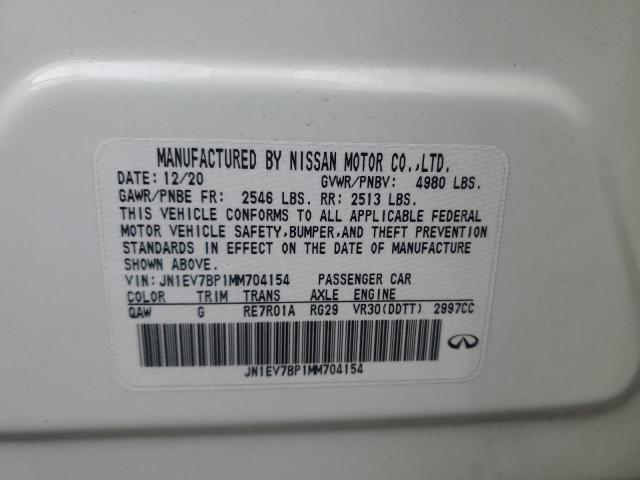 MANUFACTURED BY NISSAN MOTOR CO.,LTD.
DATE: 12/20 GVWR/PNBV: 4980 LBS.
GAWR/PNBE FR: 2546 LBS. RR: 2513 LBS.
THIS VEHICLE CONFORMS TO ALL APPLICABLE FEDERAL
MOTOR VEHICLE SAFETY,BUMPER,AND THEFT PREVENTION
STANDARDS IN EFFECT ON THE DATE OF MANUFACTURE
SHOWN ABOVE.
VIN: JN1EV7BP1MM704154 PASSENGER CAR
COLOR TRIM TRANS AXLE ENGINE
QAW G RE7R01A RG29 VR30(DDTT) 2997CC
JN1EV7BP1MM704154